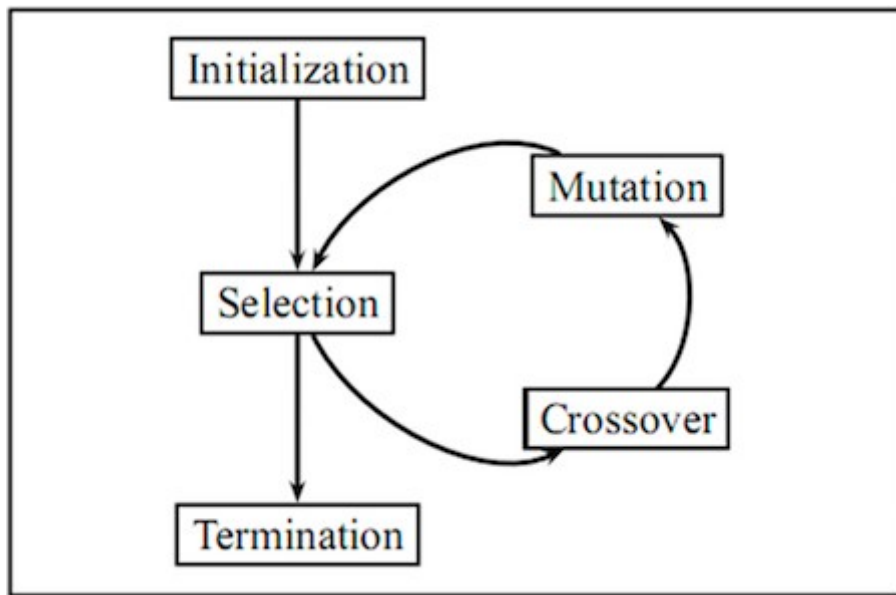 Initialization
Mutation
Selection
Crossover
Termination